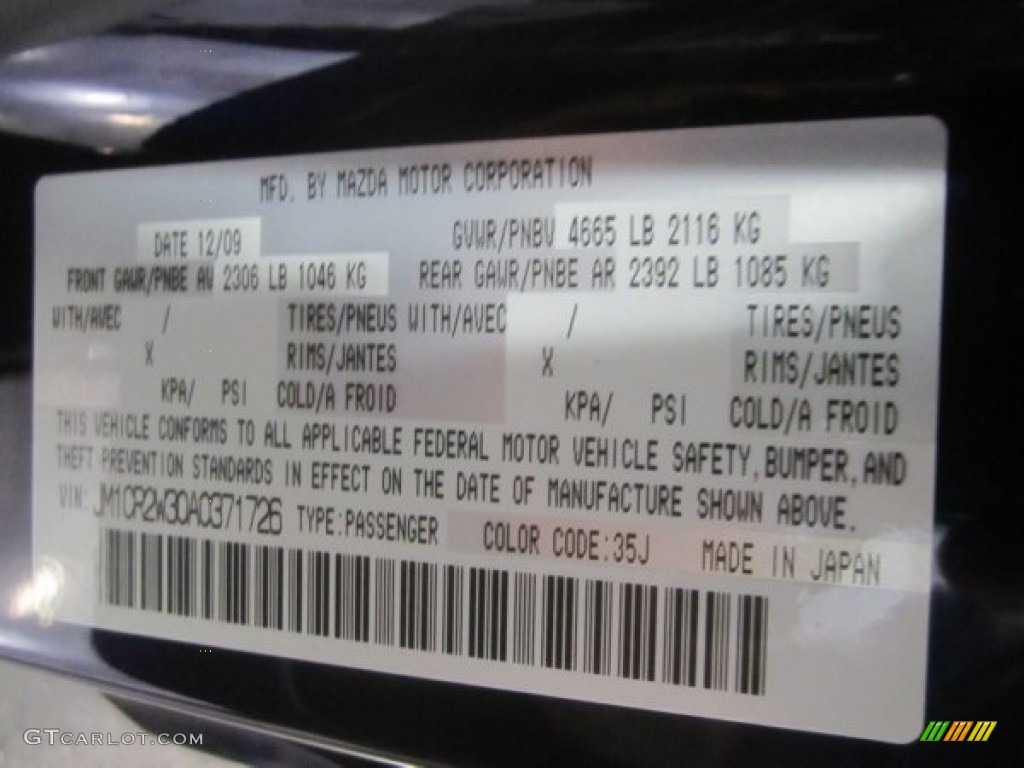 MFD. BY MAZDA MOTOR CORPORATION
DATE 12/09 GVWR/PNBV 4665 LB 2116 KG
FRONT GAWR/PNBE AV 2306 LB 1046 KG REAR GAWR/PNBE AR 2392 LB 1085 KG
WITH/AVEC / TIRES/PNEUS WITH/AVEC / TIRES/PNEUS
X RIMS/JANTES X RIMS/JANTES
KPA/ PSI COLD/A FROID KPA/ PSI COLD/A FROID
THIS VEHICLE CONFORMS TO ALL APPLICABLE FEDERAL MOTOR VEHICLE SAFETY, BUMPER, AND
THEFT PREVENTION STANDARDS IN EFFECT ON THE DATE OF MANUFACTURE SHOWN ABOVE.
VIN: JM1CR2W30A0371726 TYPE:PASSENGER COLOR CODE:35J MADE IN JAPAN
GTCARLOT.COM